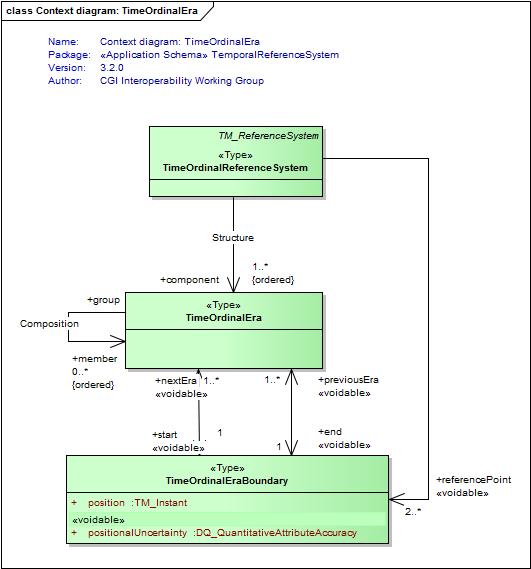 class Context diagram: TimeOrdinalEra
Name: Context diagram: TimeOrdinalEra
Package: «Application Schema» TemporalReferenceSystem
Version: 3.2.0
Author: CGI Interoperability Working Group
TM_ReferenceSystem
«Type»
TimeOrdinalReferenceSystem
Structure
+component 1..*
{ordered}
+group
«Type»
TimeOrdinalEra
Composition
+member
0..*
{ordered}
+nextEra 1..*
«voidable»
1..* +previousEra
«voidable»
+start 1
«voidable»
1 +end
«voidable»
«Type»
TimeOrdinalEraBoundary
+ position :TM_Instant
«voidable»
+ positionalUncertainty :DQ_QuantitativeAttributeAccuracy
+referencePoint
«voidable»
2..*